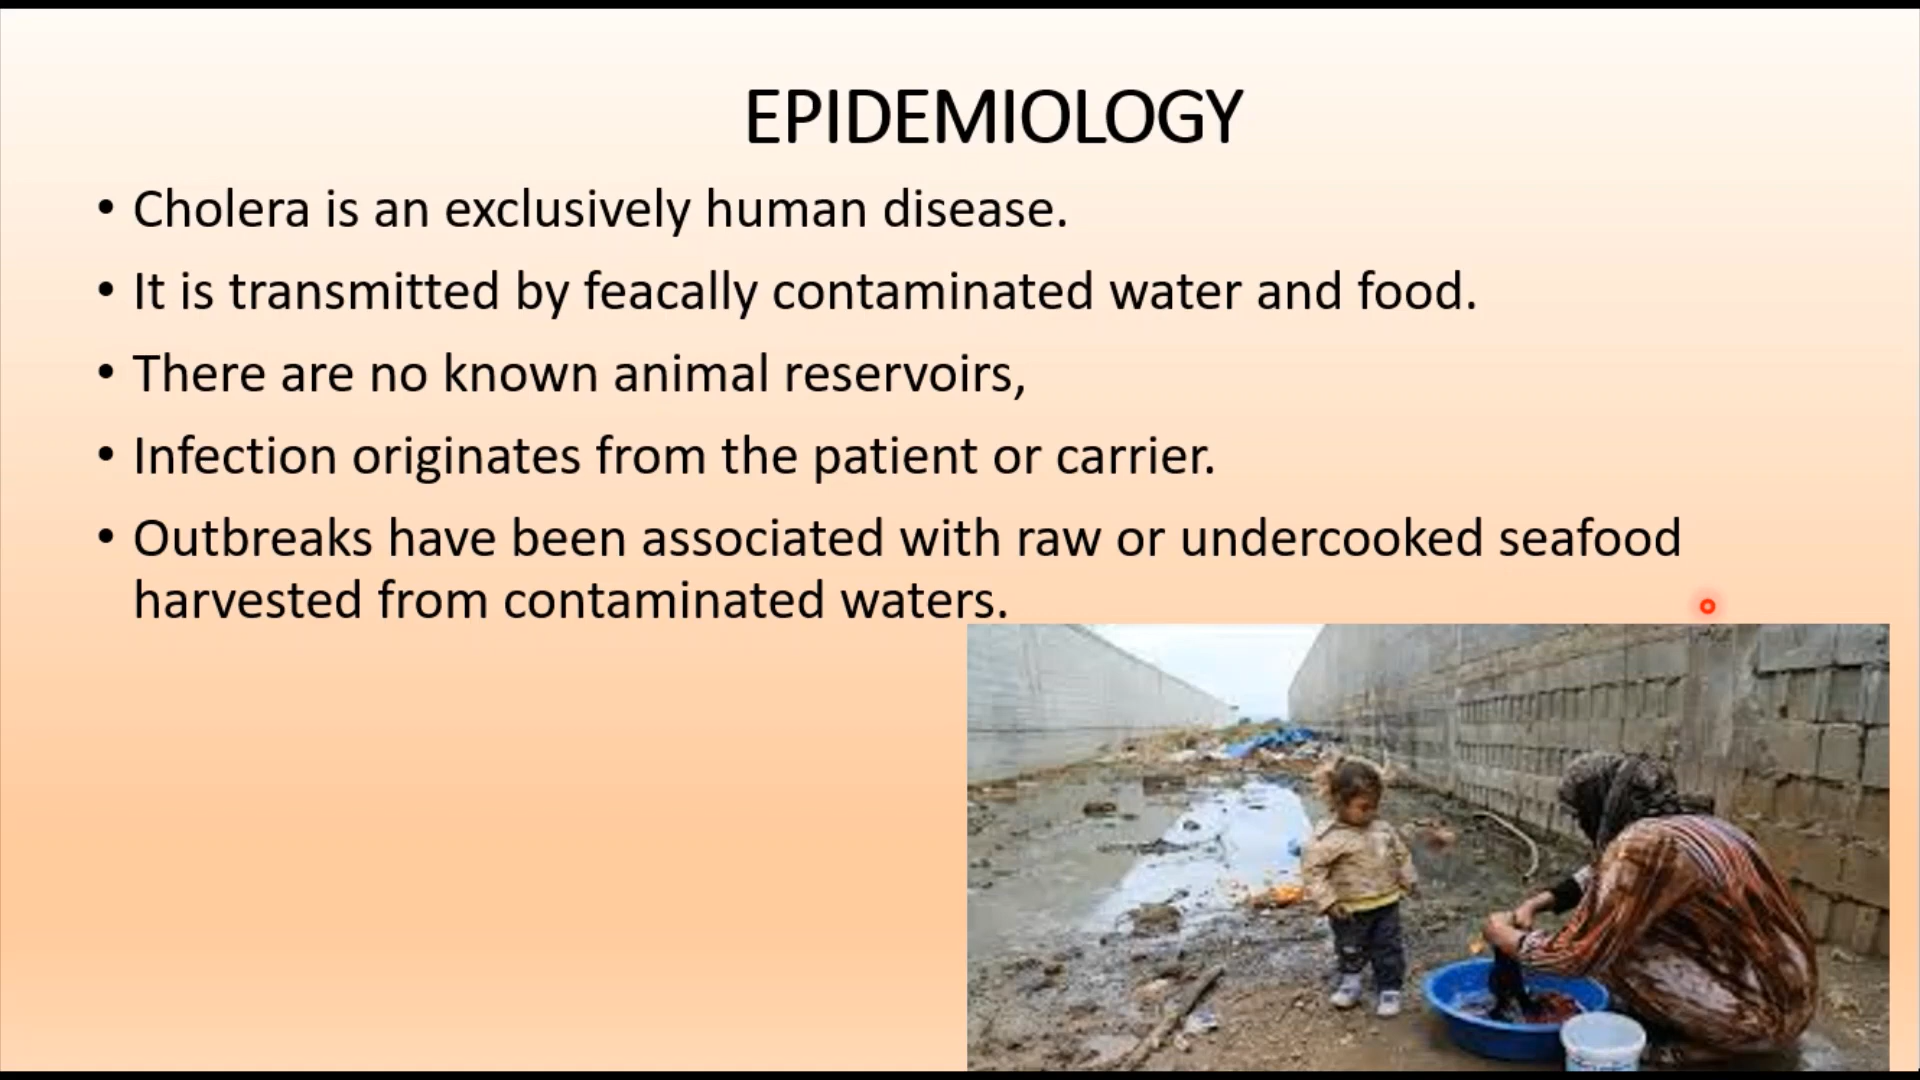 EPIDEMIOLOGY
• Cholera is an exclusively human disease.
• It is transmitted by feacally contaminated water and food.
• There are no known animal reservoirs,
• Infection originates from the patient or carrier.
• Outbreaks have been associated with raw or undercooked seafood
harvested from contaminated waters.